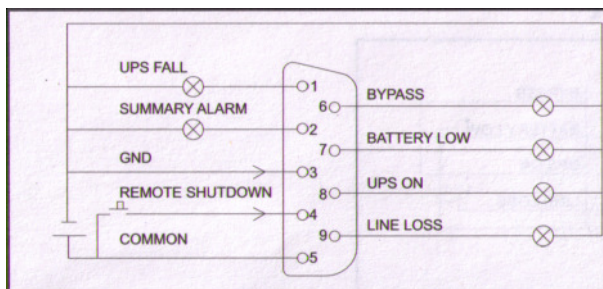 UPS FALL
1
6
BYPASS
SUMMARY ALARM
2
7
BATTERY LOW
GND
3
8
UPS ON
REMOTE SHUTDOWN
4
9
LINE LOSS
COMMON
5